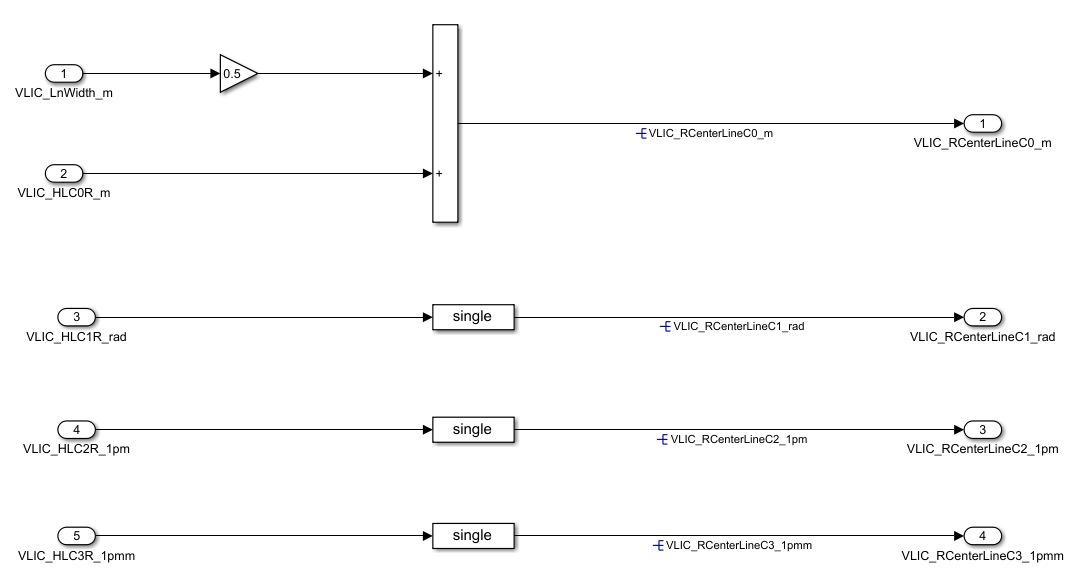 1
VLIC_LnWidth_m
0.5
+
VLIC_RCenterLineC0_m
1
VLIC_RCenterLineC0_m
2
VLIC_HLC0R_m
+
3
VLIC_HLC1R_rad
single
VLIC_RCenterLineC1_rad
2
VLIC_RCenterLineC1_rad
4
VLIC_HLC2R_1pm
single
VLIC_RCenterLineC2_1pm
3
VLIC_RCenterLineC2_1pm
5
VLIC_HLC3R_1pmm
single
VLIC_RCenterLineC3_1pmm
4
VLIC_RCenterLineC3_1pmm